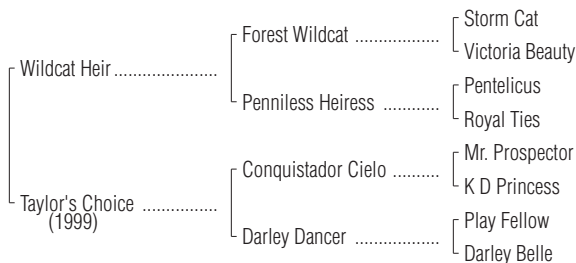 Storm Cat
Forest Wildcat ..................
Victoria Beauty
Wildcat Heir ......................
Pentelicus
Penniless Heiress ............
Royal Ties
Mr. Prospector
Conquistador Cielo ..........
K D Princess
Taylor's Choice ................
(1999)
Play Fellow
Darley Dancer ..................
Darley Belle